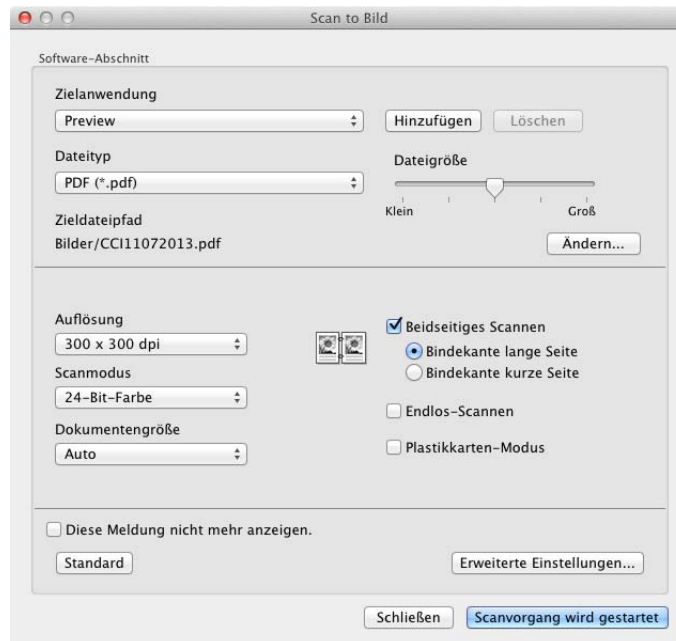 Scan to Bild
Software-Abschnitt
Zielanwendung
Preview
Hinzufügen
Löschen
Dateityp
PDF (*.pdf)
Dateigröße
Klein
Groß
Zieldateipfad
Bilder/CCI11072013.pdf
Ändern...
Auflösung
300 x 300 dpi
Scanmodus
24-Bit-Farbe
Dokumentengröße
Auto
Beidseitiges Scannen
Bindekante lange Seite
Bindekante kurze Seite
Endlos-Scannen
Plastikkarten-Modus
Diese Meldung nicht mehr anzeigen.
Standard
Erweiterte Einstellungen...
Schließen
Scanvorgang wird gestartet